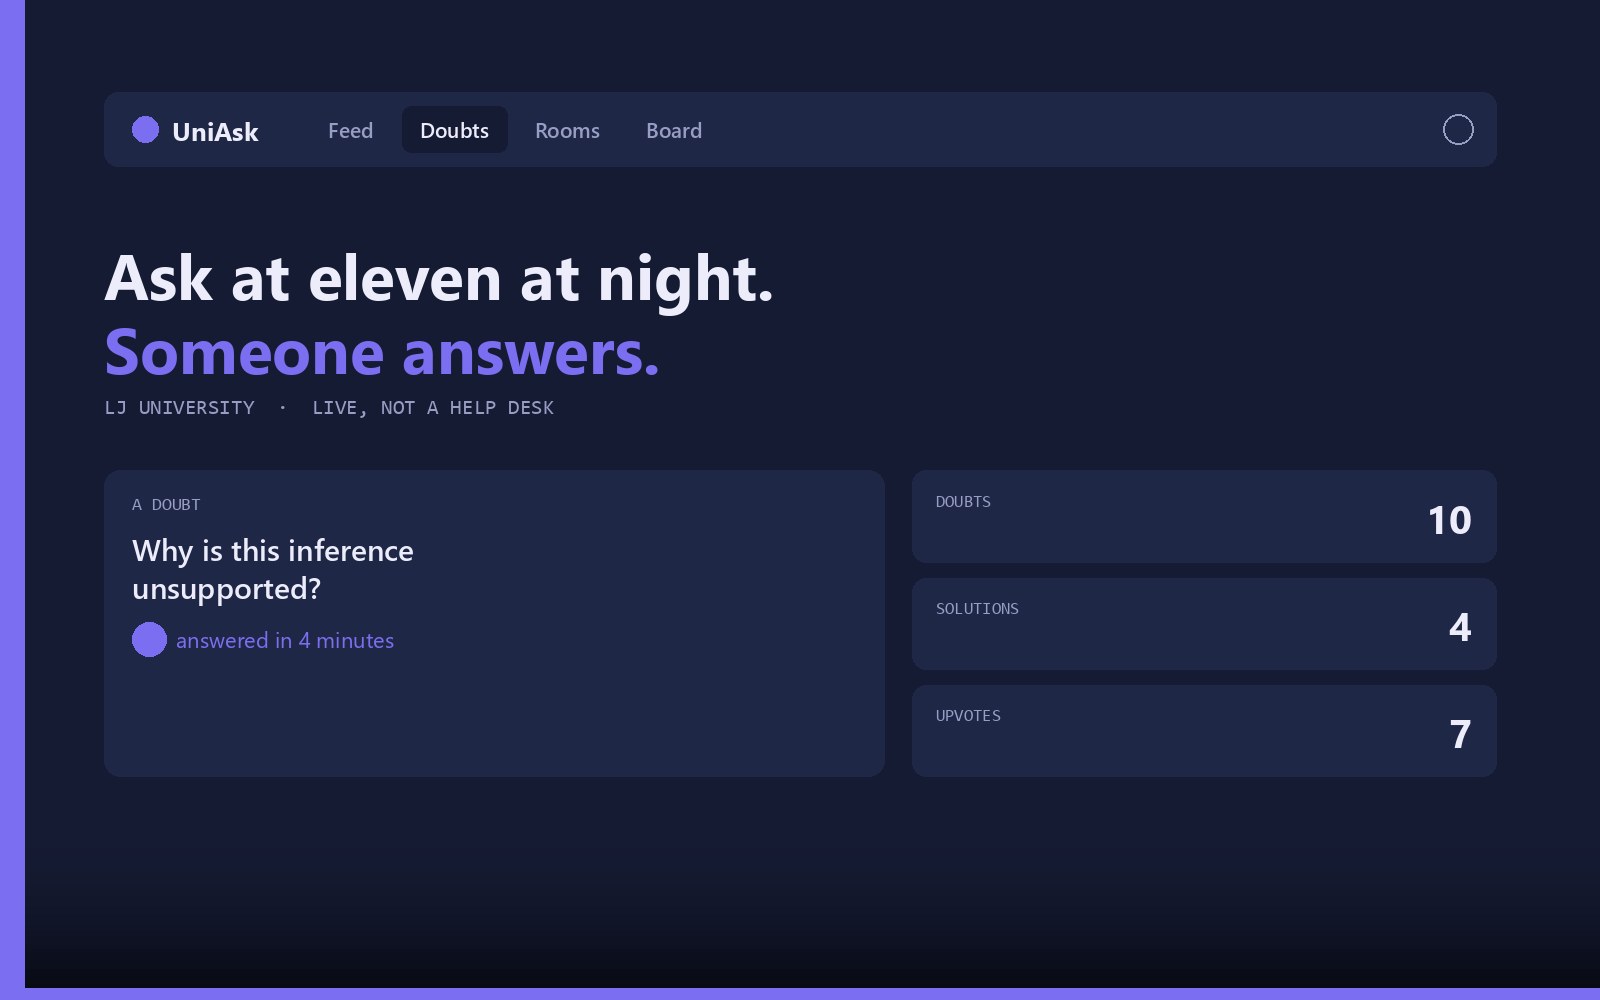 UniAsk Feed Doubts Rooms Board
Ask at eleven at night.
Someone answers.
LJ UNIVERSITY · LIVE, NOT A HELP DESK
A DOUBT
Why is this inference
unsupported?
answered in 4 minutes
DOUBTS
10
SOLUTIONS
4
UPVOTES
7